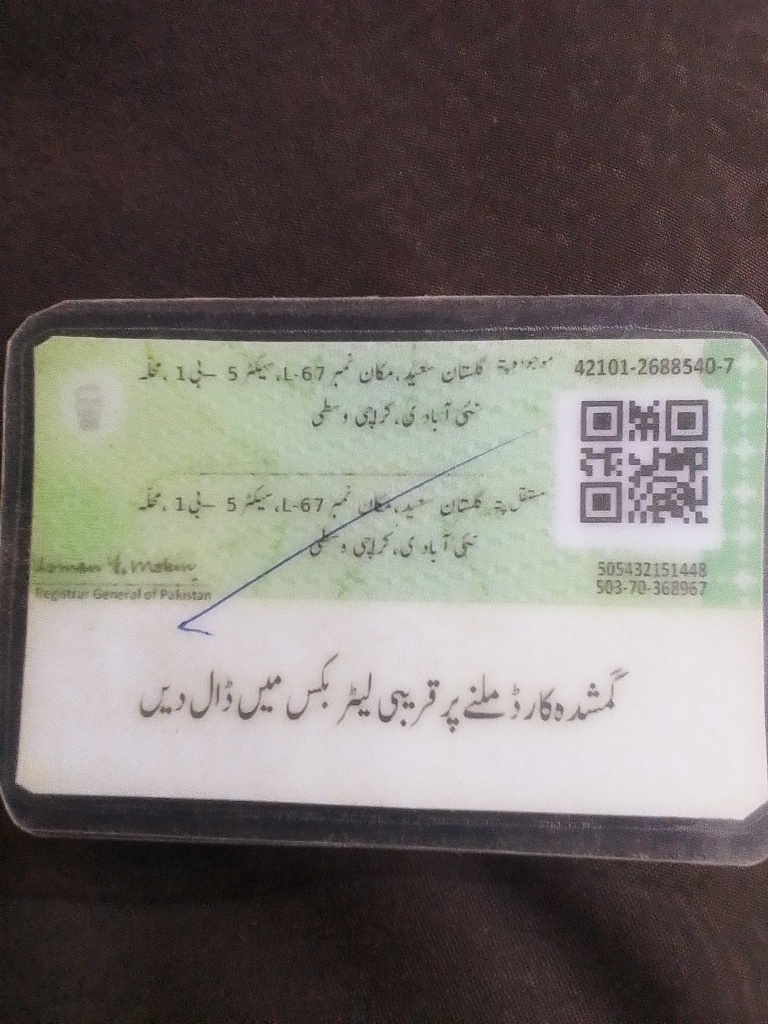 42101-2688540-7
موجودہ پتہ گلستان سعید، مکان نمبر L-67، سیکٹر 5 – بی 1، محلہ
نئی آبادی، کراچی وسطی
مستقل پتہ گلستان سعید، مکان نمبر L-67، سیکٹر 5 – بی 1، محلہ
نئی آبادی، کراچی وسطی
505432151448
503-70-368967
Usman Y. Mobin
Registrar General of Pakistan
گمشدہ کارڈ ملنے پر قریبی لیٹر بکس میں ڈال دیں